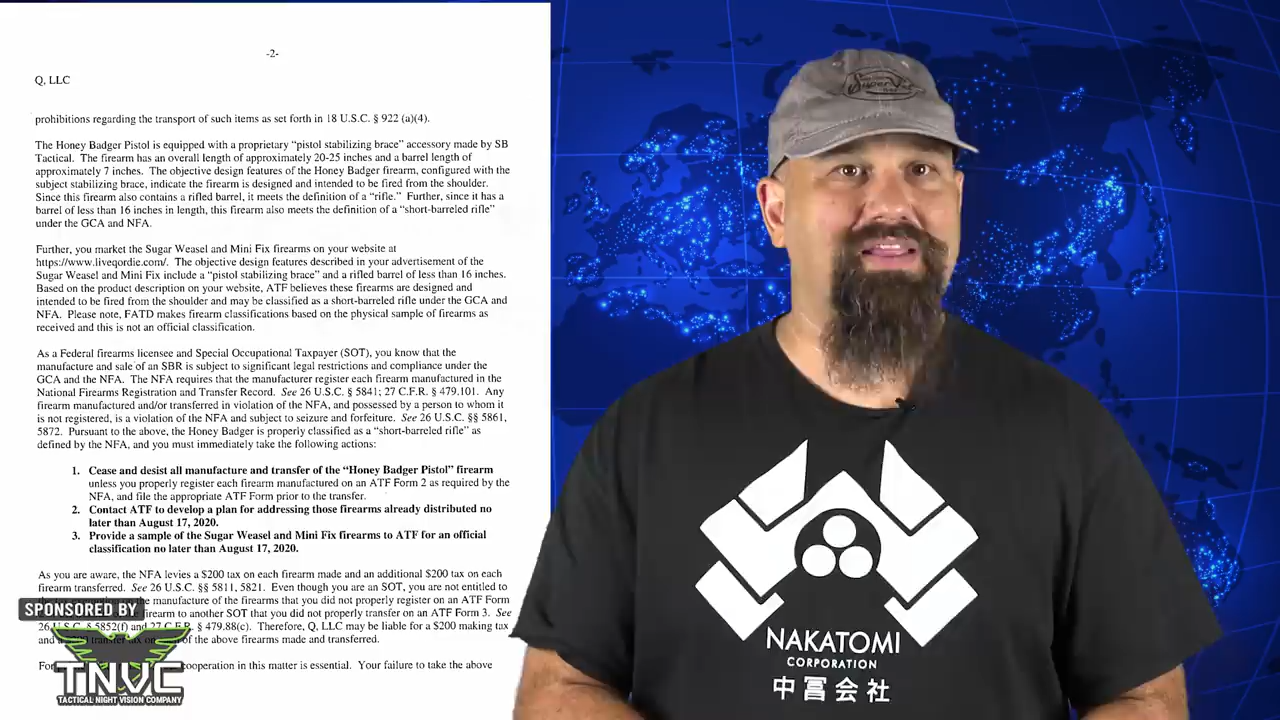 -2-
Q, LLC
prohibitions regarding the transport of such items as set forth in 18 U.S.C. § 922 (a)(4).
The Honey Badger Pistol is equipped with a proprietary “pistol stabilizing brace” accessory made by SB
Tactical. The firearm has an overall length of approximately 20-25 inches and a barrel length of
approximately 7 inches. The objective design features of the Honey Badger firearm, configured with the
subject stabilizing brace, indicate the firearm is designed and intended to be fired from the shoulder.
Since this firearm also contains a rifled barrel, it meets the definition of a “rifle.” Further, since it has a
barrel of less than 16 inches in length, this firearm also meets the definition of a “short-barreled rifle”
under the GCA and NFA.
Further, you market the Sugar Weasel and Mini Fix firearms on your website at
https://www.liveqordie.com/. The objective design features described in your advertisement of the
Sugar Weasel and Mini Fix include a “pistol stabilizing brace” and a rifled barrel of less than 16 inches.
Based on the product description on your website, ATF believes these firearms are designed and
intended to be fired from the shoulder and may be classified as a short-barreled rifle under the GCA and
NFA. Please note, FATD makes firearm classifications based on the physical sample of firearms as
received and this is not an official classification.
As a Federal firearms licensee and Special Occupational Taxpayer (SOT), you know that the
manufacture and sale of an SBR is subject to significant legal restrictions and compliance under the
GCA and the NFA. The NFA requires that the manufacturer register each firearm manufactured in the
National Firearms Registration and Transfer Record. See 26 U.S.C. § 5841; 27 C.F.R. § 479.101. Any
firearm manufactured and/or transferred in violation of the NFA, and possessed by a person to whom it
is not registered, is a violation of the NFA and subject to seizure and forfeiture. See 26 U.S.C. §§ 5861,
5872. Pursuant to the above, the Honey Badger is properly classified as a “short-barreled rifle” as
defined by the NFA, and you must immediately take the following actions:
1. Cease and desist all manufacture and transfer of the “Honey Badger Pistol” firearm
unless you properly register each firearm manufactured on an ATF Form 2 as required by the
NFA, and file the appropriate ATF Form prior to the transfer.
2. Contact ATF to develop a plan for addressing those firearms already distributed no
later than August 17, 2020.
3. Provide a sample of the Sugar Weasel and Mini Fix firearms to ATF for an official
classification no later than August 17, 2020.
As you are aware, the NFA levies a $200 tax on each firearm made and an additional $200 tax on each
firearm transferred. See 26 U.S.C. §§ 5811, 5821. Even though you are an SOT, you are not entitled to
manufacture of the firearms that you did not properly register on an ATF Form
firearm to another SOT that you did not properly transfer on an ATF Form 3. See
26 U.S.C. § 5852(f) and 27 C.F.R. § 479.88(c). Therefore, Q, LLC may be liable for a $200 making tax
and a $200 transfer tax on each of the above firearms made and transferred.
cooperation in this matter is essential. Your failure to take the above
SPONSORED BY
TNVC
TACTICAL NIGHT VISION COMPANY
NAKATOMI
CORPORATION
中冨会社